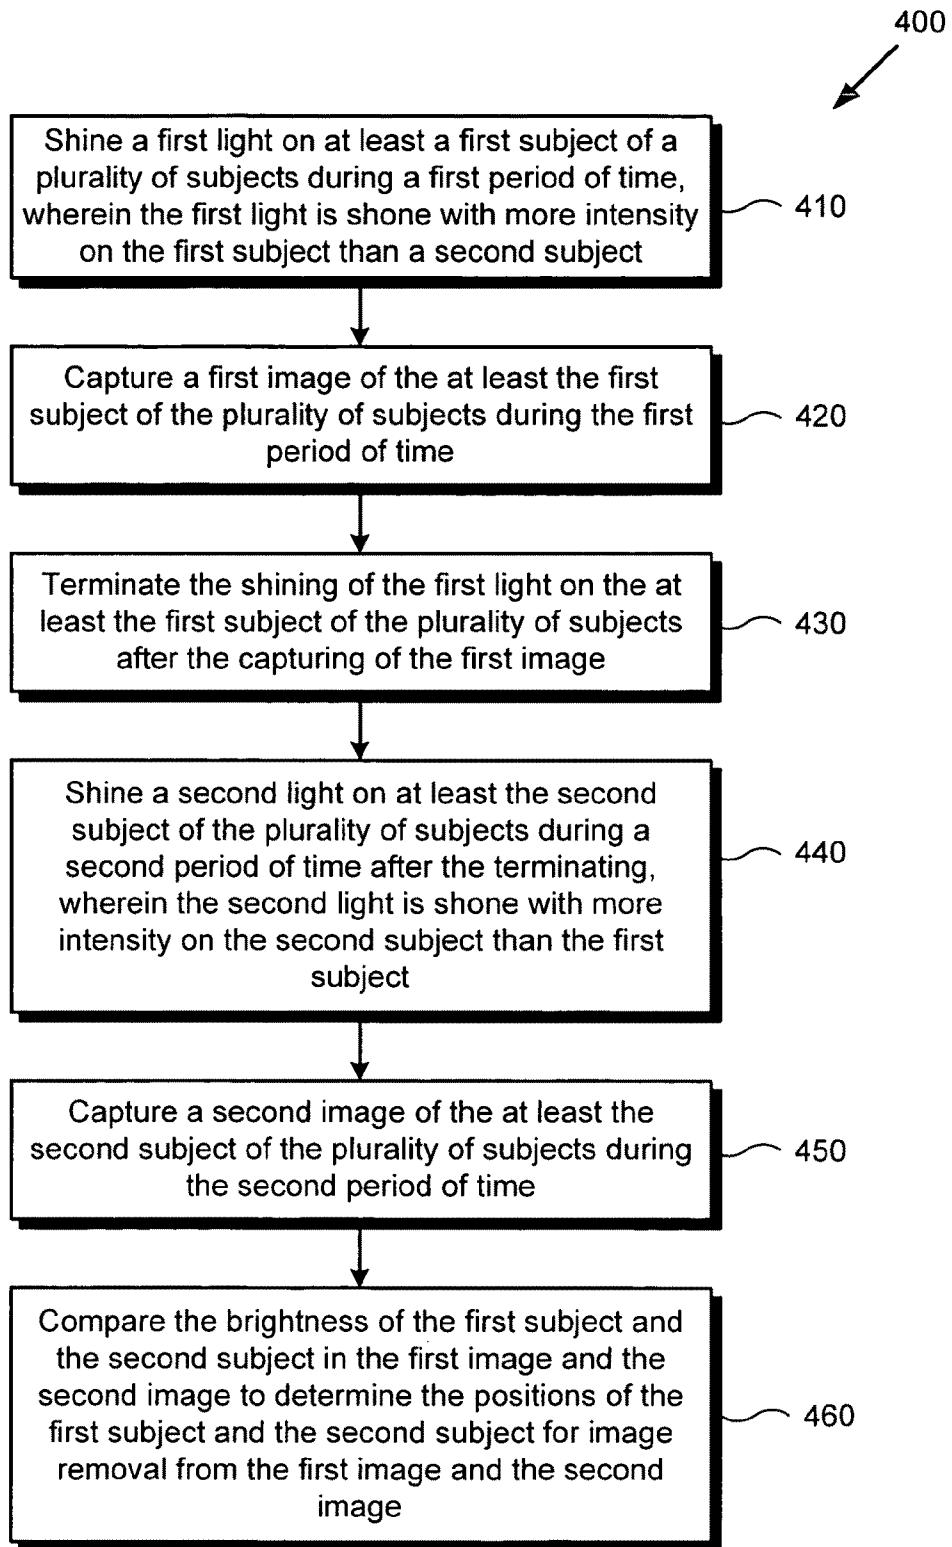 400
Shine a first light on at least a first subject of a
plurality of subjects during a first period of time,
wherein the first light is shone with more intensity
on the first subject than a second subject
410
Capture a first image of the at least the first
subject of the plurality of subjects during the first
period of time
420
Terminate the shining of the first light on the at
least the first subject of the plurality of subjects
after the capturing of the first image
430
Shine a second light on at least the second
subject of the plurality of subjects during a
second period of time after the terminating,
wherein the second light is shone with more
intensity on the second subject than the first
subject
440
Capture a second image of the at least the
second subject of the plurality of subjects during
the second period of time
450
Compare the brightness of the first subject and
the second subject in the first image and the
second image to determine the positions of the
first subject and the second subject for image
removal from the first image and the second
image
460